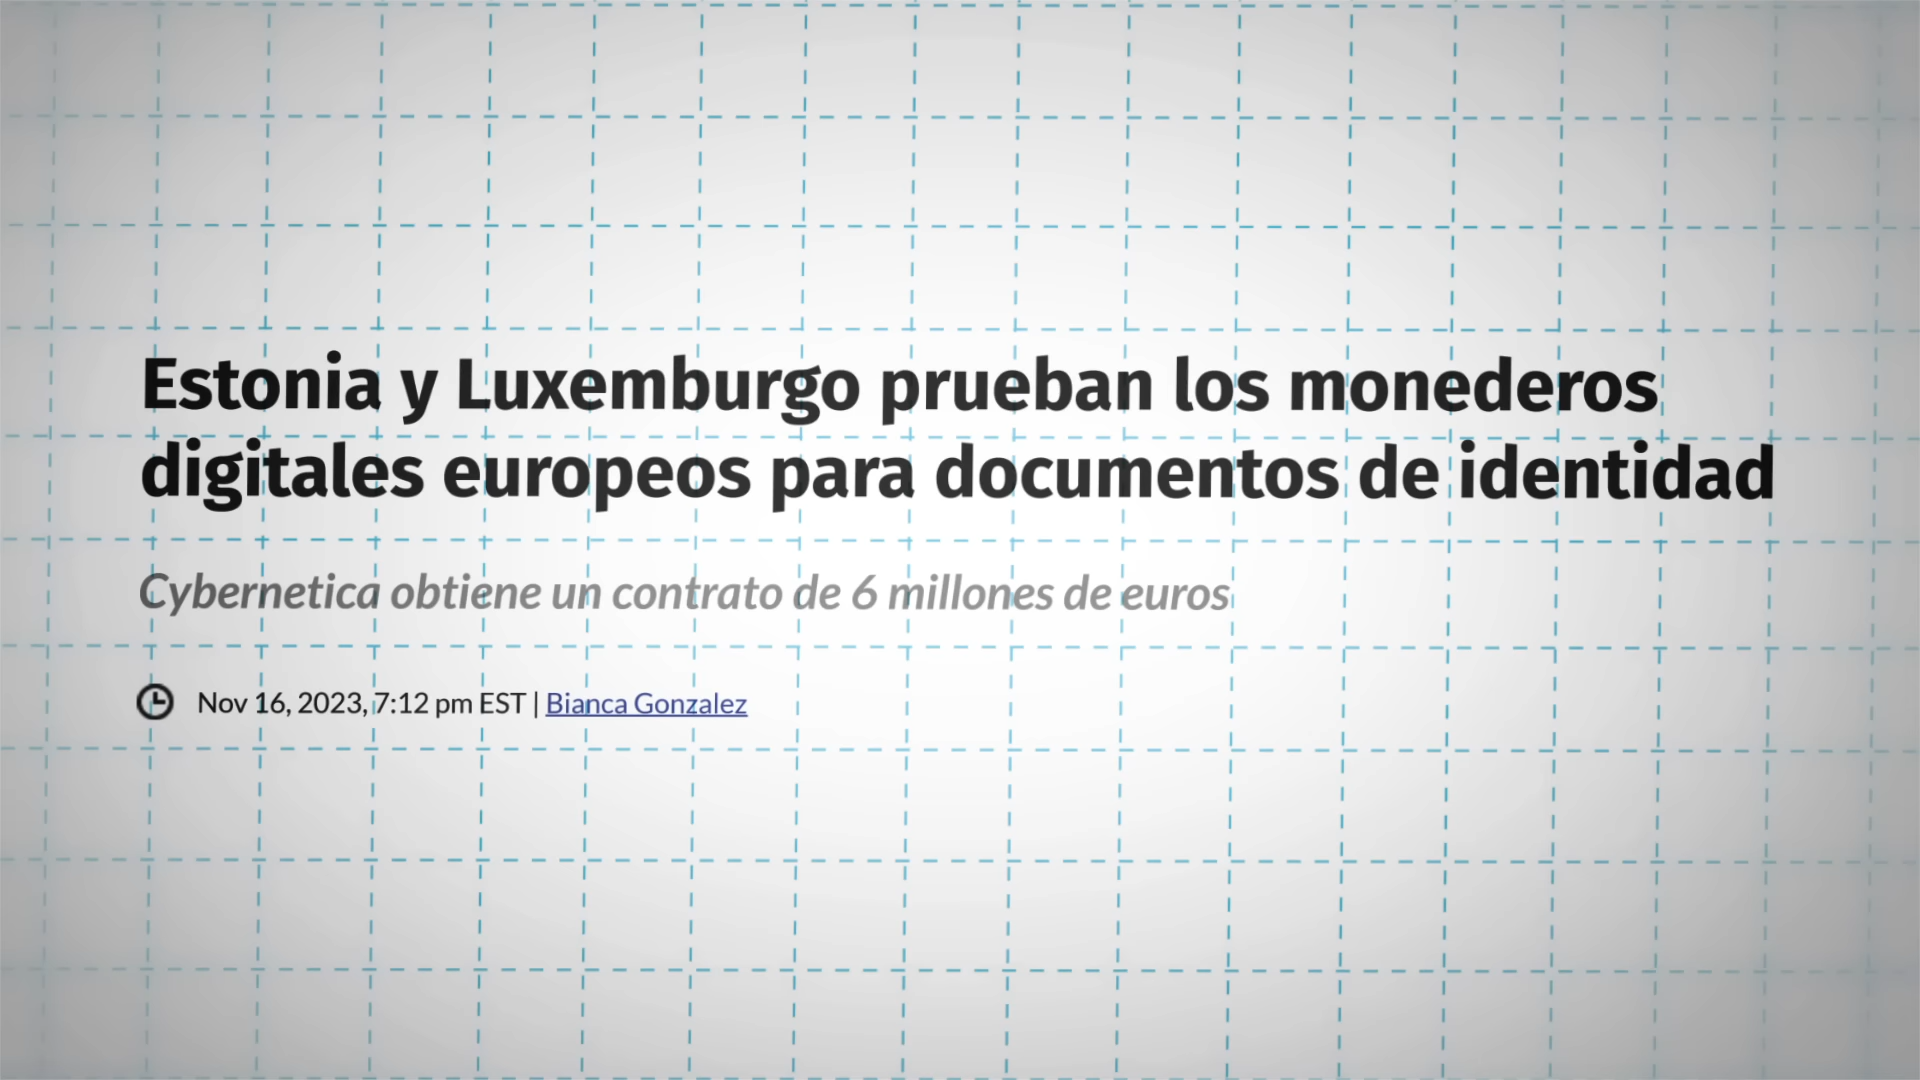 Estonia y Luxemburgo prueban los monederos
digitales europeos para documentos de identidad
Cybernetica obtiene un contrato de 6 millones de euros
Nov 16, 2023, 7:12 pm EST | Bianca Gonzalez